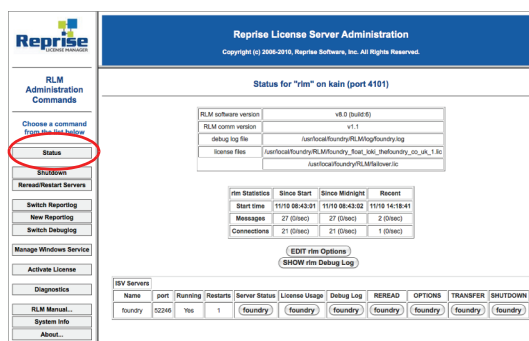 Reprise
LICENSE MANAGER
RLM
Administration
Commands
Choose a command
from the list below
Status
Shutdown
Reread/Restart Servers
Switch Reportlog
New Reportlog
Switch Debuglog
Manage Windows Service
Activate License
Diagnostics
RLM Manual...
System Info
About...
Reprise License Server Administration
Copyright (c) 2006-2010, Reprise Software, Inc. All Rights Reserved.
Status for "rlm" on kain (port 4101)
RLM software version v8.0 (build:6)
RLM comm version v1.1
debug log file /usr/local/foundry/RLM/log/foundry.log
license files /usr/local/foundry/RLM/foundry_float_loki_thefoundry_co_uk_1.lic
/usr/local/foundry/RLM/failover.lic
rlm Statistics Since Start Since Midnight Recent
Start time 11/10 08:43:01 11/10 08:43:02 11/10 14:18:41
Messages 27 (0/sec) 27 (0/sec) 2 (0/sec)
Connections 21 (0/sec) 21 (0/sec) 1 (0/sec)
EDIT rlm Options
SHOW rlm Debug Log
ISV Servers
Name port Running Restarts Server Status License Usage Debug Log REREAD OPTIONS TRANSFER SHUTDOWN
foundry 52246 Yes 1 foundry foundry foundry foundry foundry foundry foundry